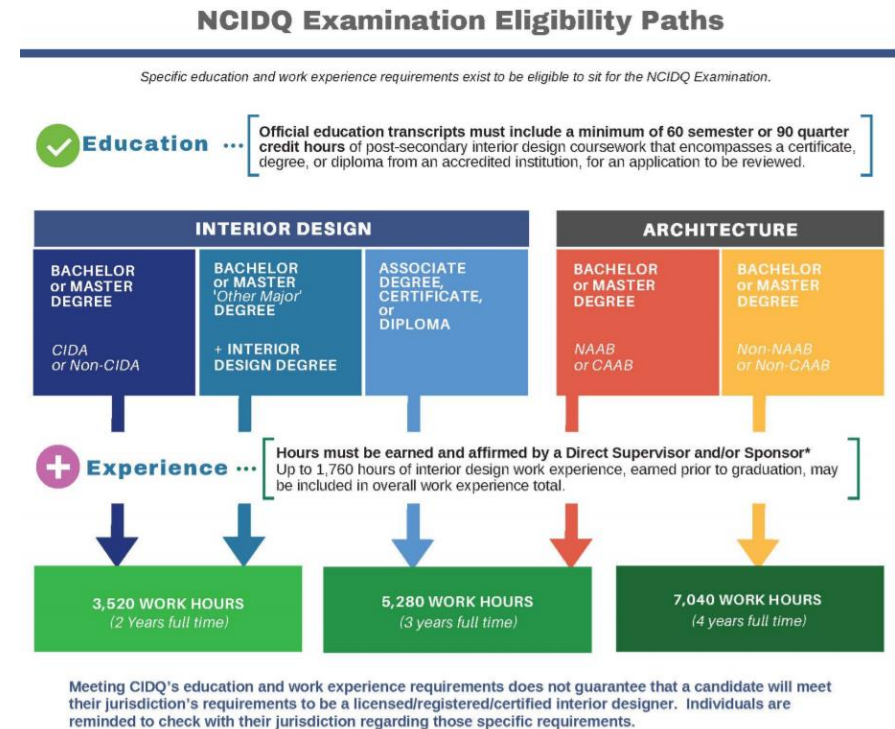 NCIDQ Examination Eligibility Paths
Specific education and work experience requirements exist to be eligible to sit for the NCIDQ Examination.
Education ...
Official education transcripts must include a minimum of 60 semester or 90 quarter
credit hours of post-secondary interior design coursework that encompasses a certificate,
degree, or diploma from an accredited institution, for an application to be reviewed.
INTERIOR DESIGN
BACHELOR
or MASTER
DEGREE
CIDA
or Non-CIDA
BACHELOR
or MASTER
'Other Major'
DEGREE
+ INTERIOR
DESIGN DEGREE
ASSOCIATE
DEGREE,
CERTIFICATE,
or
DIPLOMA
ARCHITECTURE
BACHELOR
or MASTER
DEGREE
NAAB
or CAAB
BACHELOR
or MASTER
DEGREE
Non-NAAB
or Non-CAAB
Experience ...
Hours must be earned and affirmed by a Direct Supervisor and/or Sponsor*
Up to 1,760 hours of interior design work experience, earned prior to graduation, may
be included in overall work experience total.
3,520 WORK HOURS
(2 Years full time)
5,280 WORK HOURS
(3 years full time)
7,040 WORK HOURS
(4 years full time)
Meeting CIDQ's education and work experience requirements does not guarantee that a candidate will meet
their jurisdiction's requirements to be a licensed/registered/certified interior designer. Individuals are
reminded to check with their jurisdiction regarding those specific requirements.